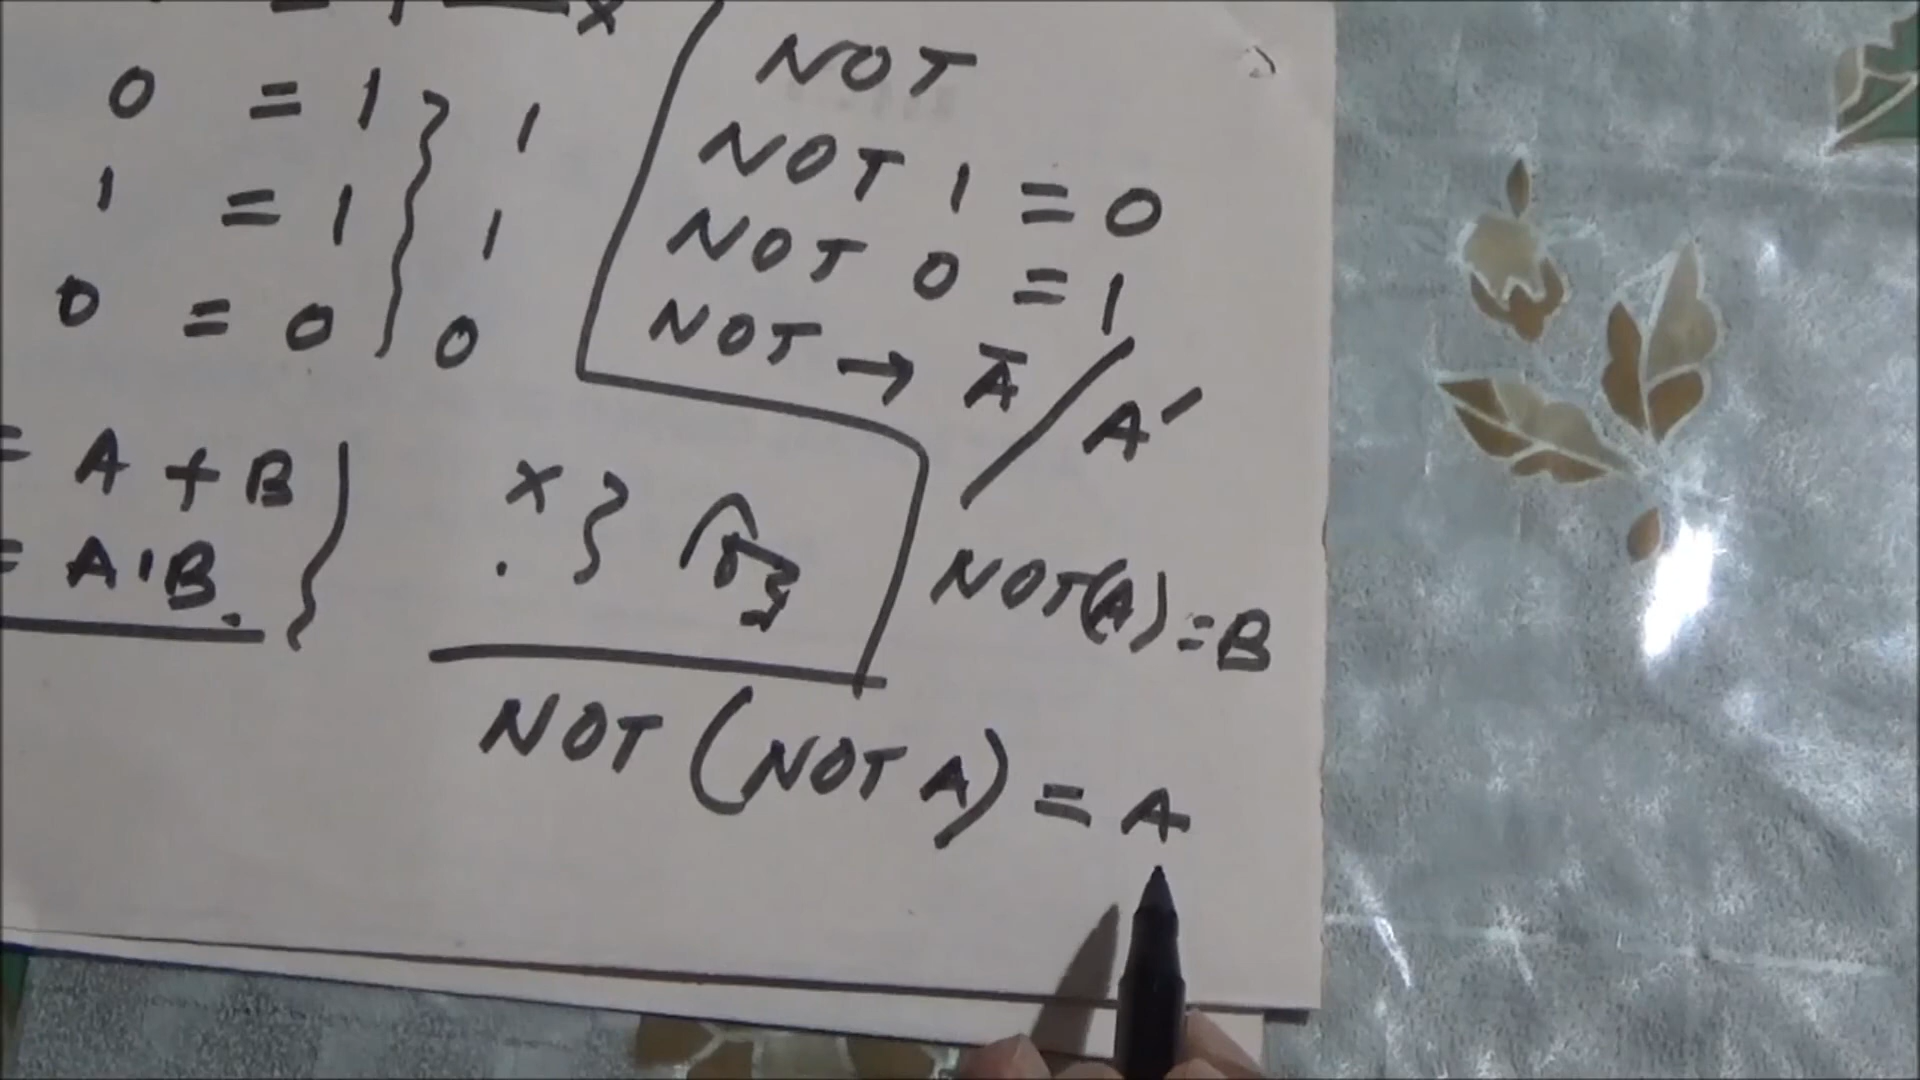 = 1 x
0 = 1 } 1
1 = 1 } 1
0 = 0 } 0
= A + B
= A.B.
x }
.
NOT
NOT 1 = 0
NOT 0 = 1
NOT → Ā / A'
NOT(A) = B
NOT (NOT A) = A